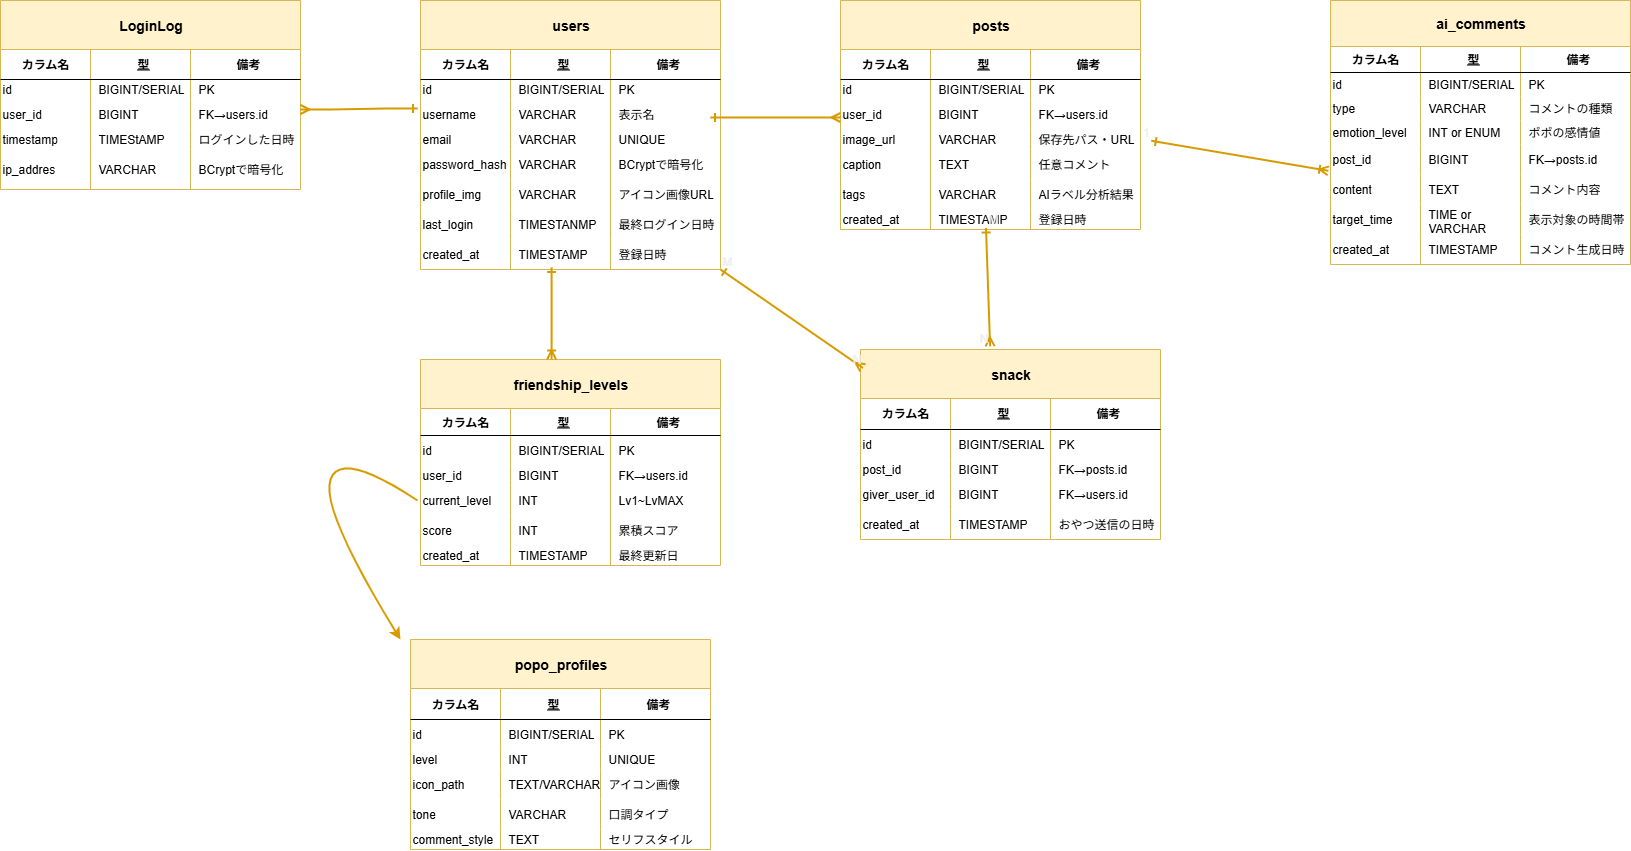 LoginLog
カラム名 型 備考
id BIGINT/SERIAL PK
user_id BIGINT FK→users.id
timestamp TIMEStAMP ログインした日時
ip_addres VARCHAR BCryptで暗号化
users
カラム名 型 備考
id BIGINT/SERIAL PK
username VARCHAR 表示名
email VARCHAR UNIQUE
password_hash VARCHAR BCryptで暗号化
profile_img VARCHAR アイコン画像URL
last_login TIMESTANMP 最終ログイン日時
created_at TIMESTAMP 登録日時
posts
カラム名 型 備考
id BIGINT/SERIAL PK
user_id BIGINT FK→users.id
image_url VARCHAR 保存先パス・URL
caption TEXT 任意コメント
tags VARCHAR AIラベル分析結果
created_at TIMESTAMP 登録日時
ai_comments
カラム名 型 備考
id BIGINT/SERIAL PK
type VARCHAR コメントの種類
emotion_level INT or ENUM ポポの感情値
post_id BIGINT FK→posts.id
content TEXT コメント内容
target_time TIME or VARCHAR 表示対象の時間帯
created_at TIMESTAMP コメント生成日時
M
1
friendship_levels
カラム名 型 備考
id BIGINT/SERIAL PK
user_id BIGINT FK→users.id
current_level INT Lv1~LvMAX
score INT 累積スコア
created_at TIMESTAMP 最終更新日
snack
カラム名 型 備考
id BIGINT/SERIAL PK
post_id BIGINT FK→posts.id
giver_user_id BIGINT FK→users.id
created_at TIMESTAMP おやつ送信の日時
popo_profiles
カラム名 型 備考
id BIGINT/SERIAL PK
level INT UNIQUE
icon_path TEXT/VARCHAR アイコン画像
tone VARCHAR 口調タイプ
comment_style TEXT セリフスタイル